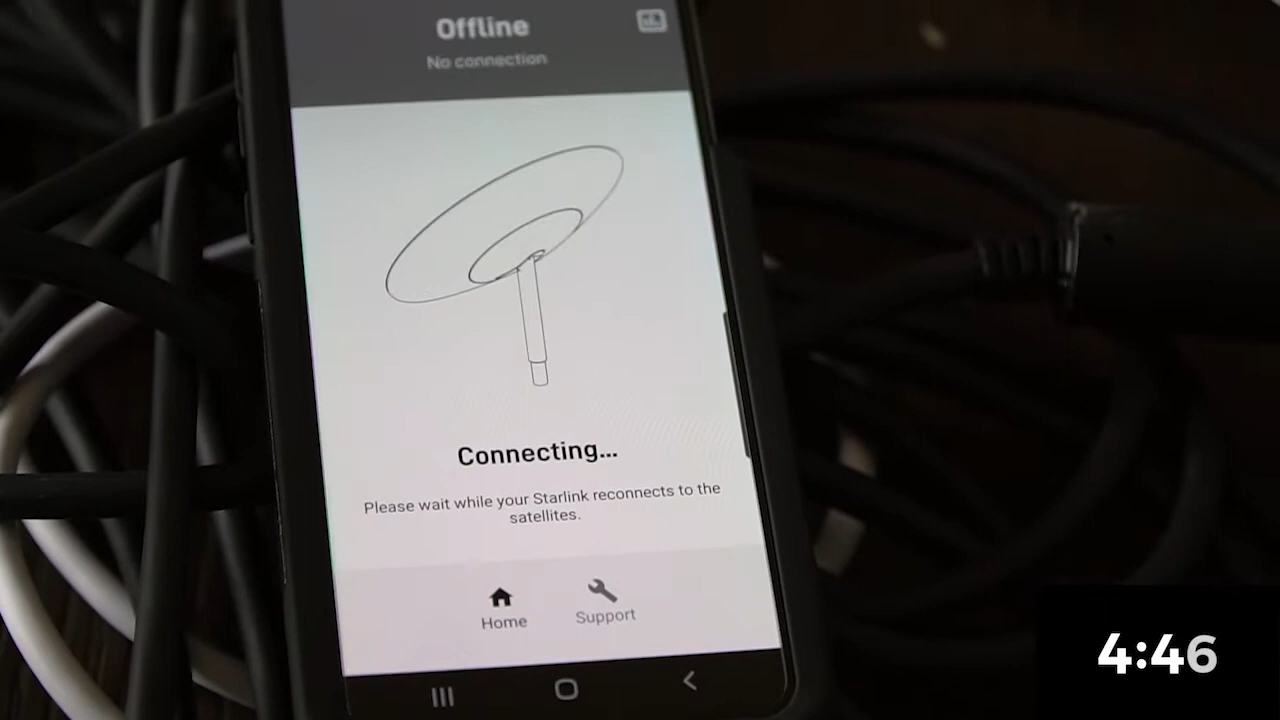 Offline
No connection
Connecting...
Please wait while your Starlink reconnects to the
satellites.
Home
Support
4:46